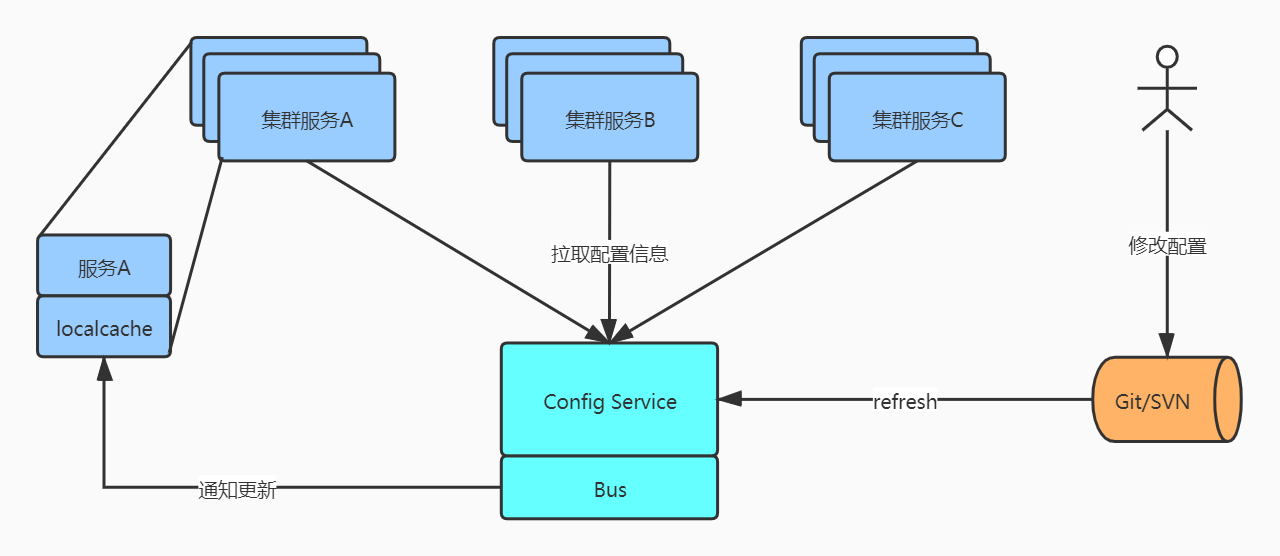 集群服务A
集群服务B
集群服务C
拉取配置信息
修改配置
服务A
localcache
Config Service
refresh
Git/SVN
通知更新
Bus